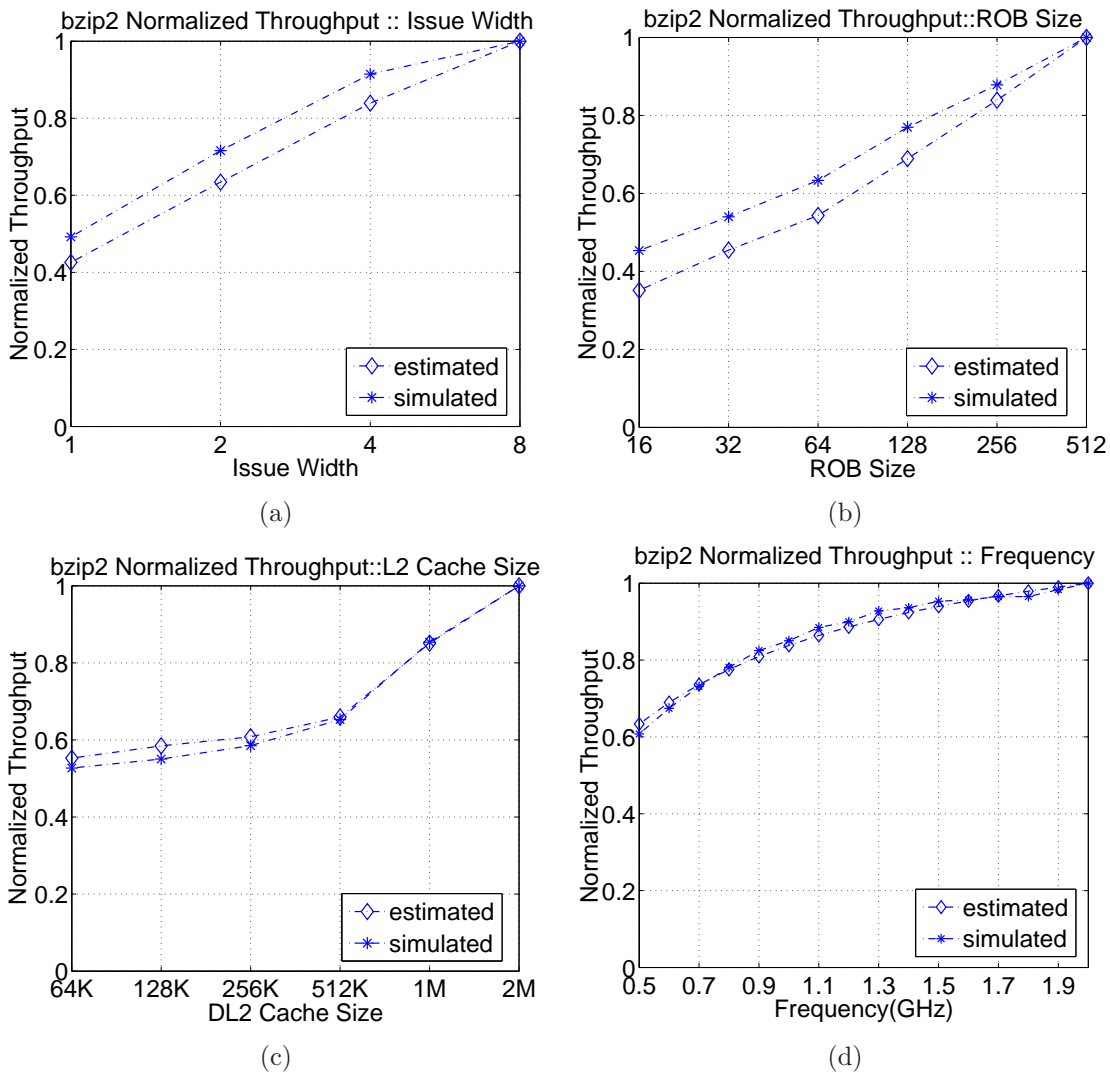 bzip2 Normalized Throughput :: Issue Width
1
0.8
0.6
0.4
0.2
0
Normalized Throughput
estimated
simulated
1 2 4 8
Issue Width
(a)
bzip2 Normalized Throughput::ROB Size
1
0.8
0.6
0.4
0.2
0
Normalized Throughput
estimated
simulated
16 32 64 128 256 512
ROB Size
(b)
bzip2 Normalized Throughput::L2 Cache Size
1
0.8
0.6
0.4
0.2
0
Normalized Throughput
estimated
simulated
64K 128K 256K 512K 1M 2M
DL2 Cache Size
(c)
bzip2 Normalized Throughput :: Frequency
1
0.8
0.6
0.4
0.2
0
Normalized Throughput
estimated
simulated
0.5 0.7 0.9 1.1 1.3 1.5 1.7 1.9
Frequency(GHz)
(d)